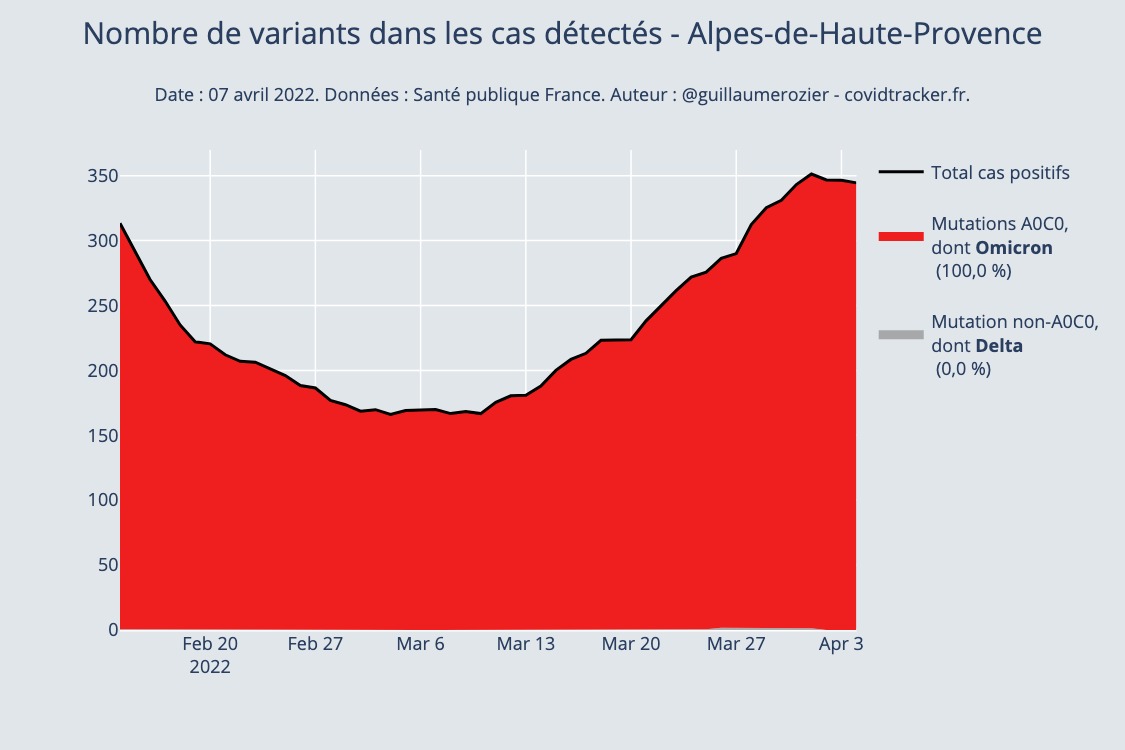 Nombre de variants dans les cas détectés - Alpes-de-Haute-Provence
Date : 07 avril 2022. Données : Santé publique France. Auteur : @guillaumerozier - covidtracker.fr.
350
300
250
200
150
100
50
0
Feb 20
2022
Feb 27
Mar 6
Mar 13
Mar 20
Mar 27
Apr 3
Total cas positifs
Mutations A0C0,
dont Omicron
(100,0 %)
Mutation non-A0C0,
dont Delta
(0,0 %)